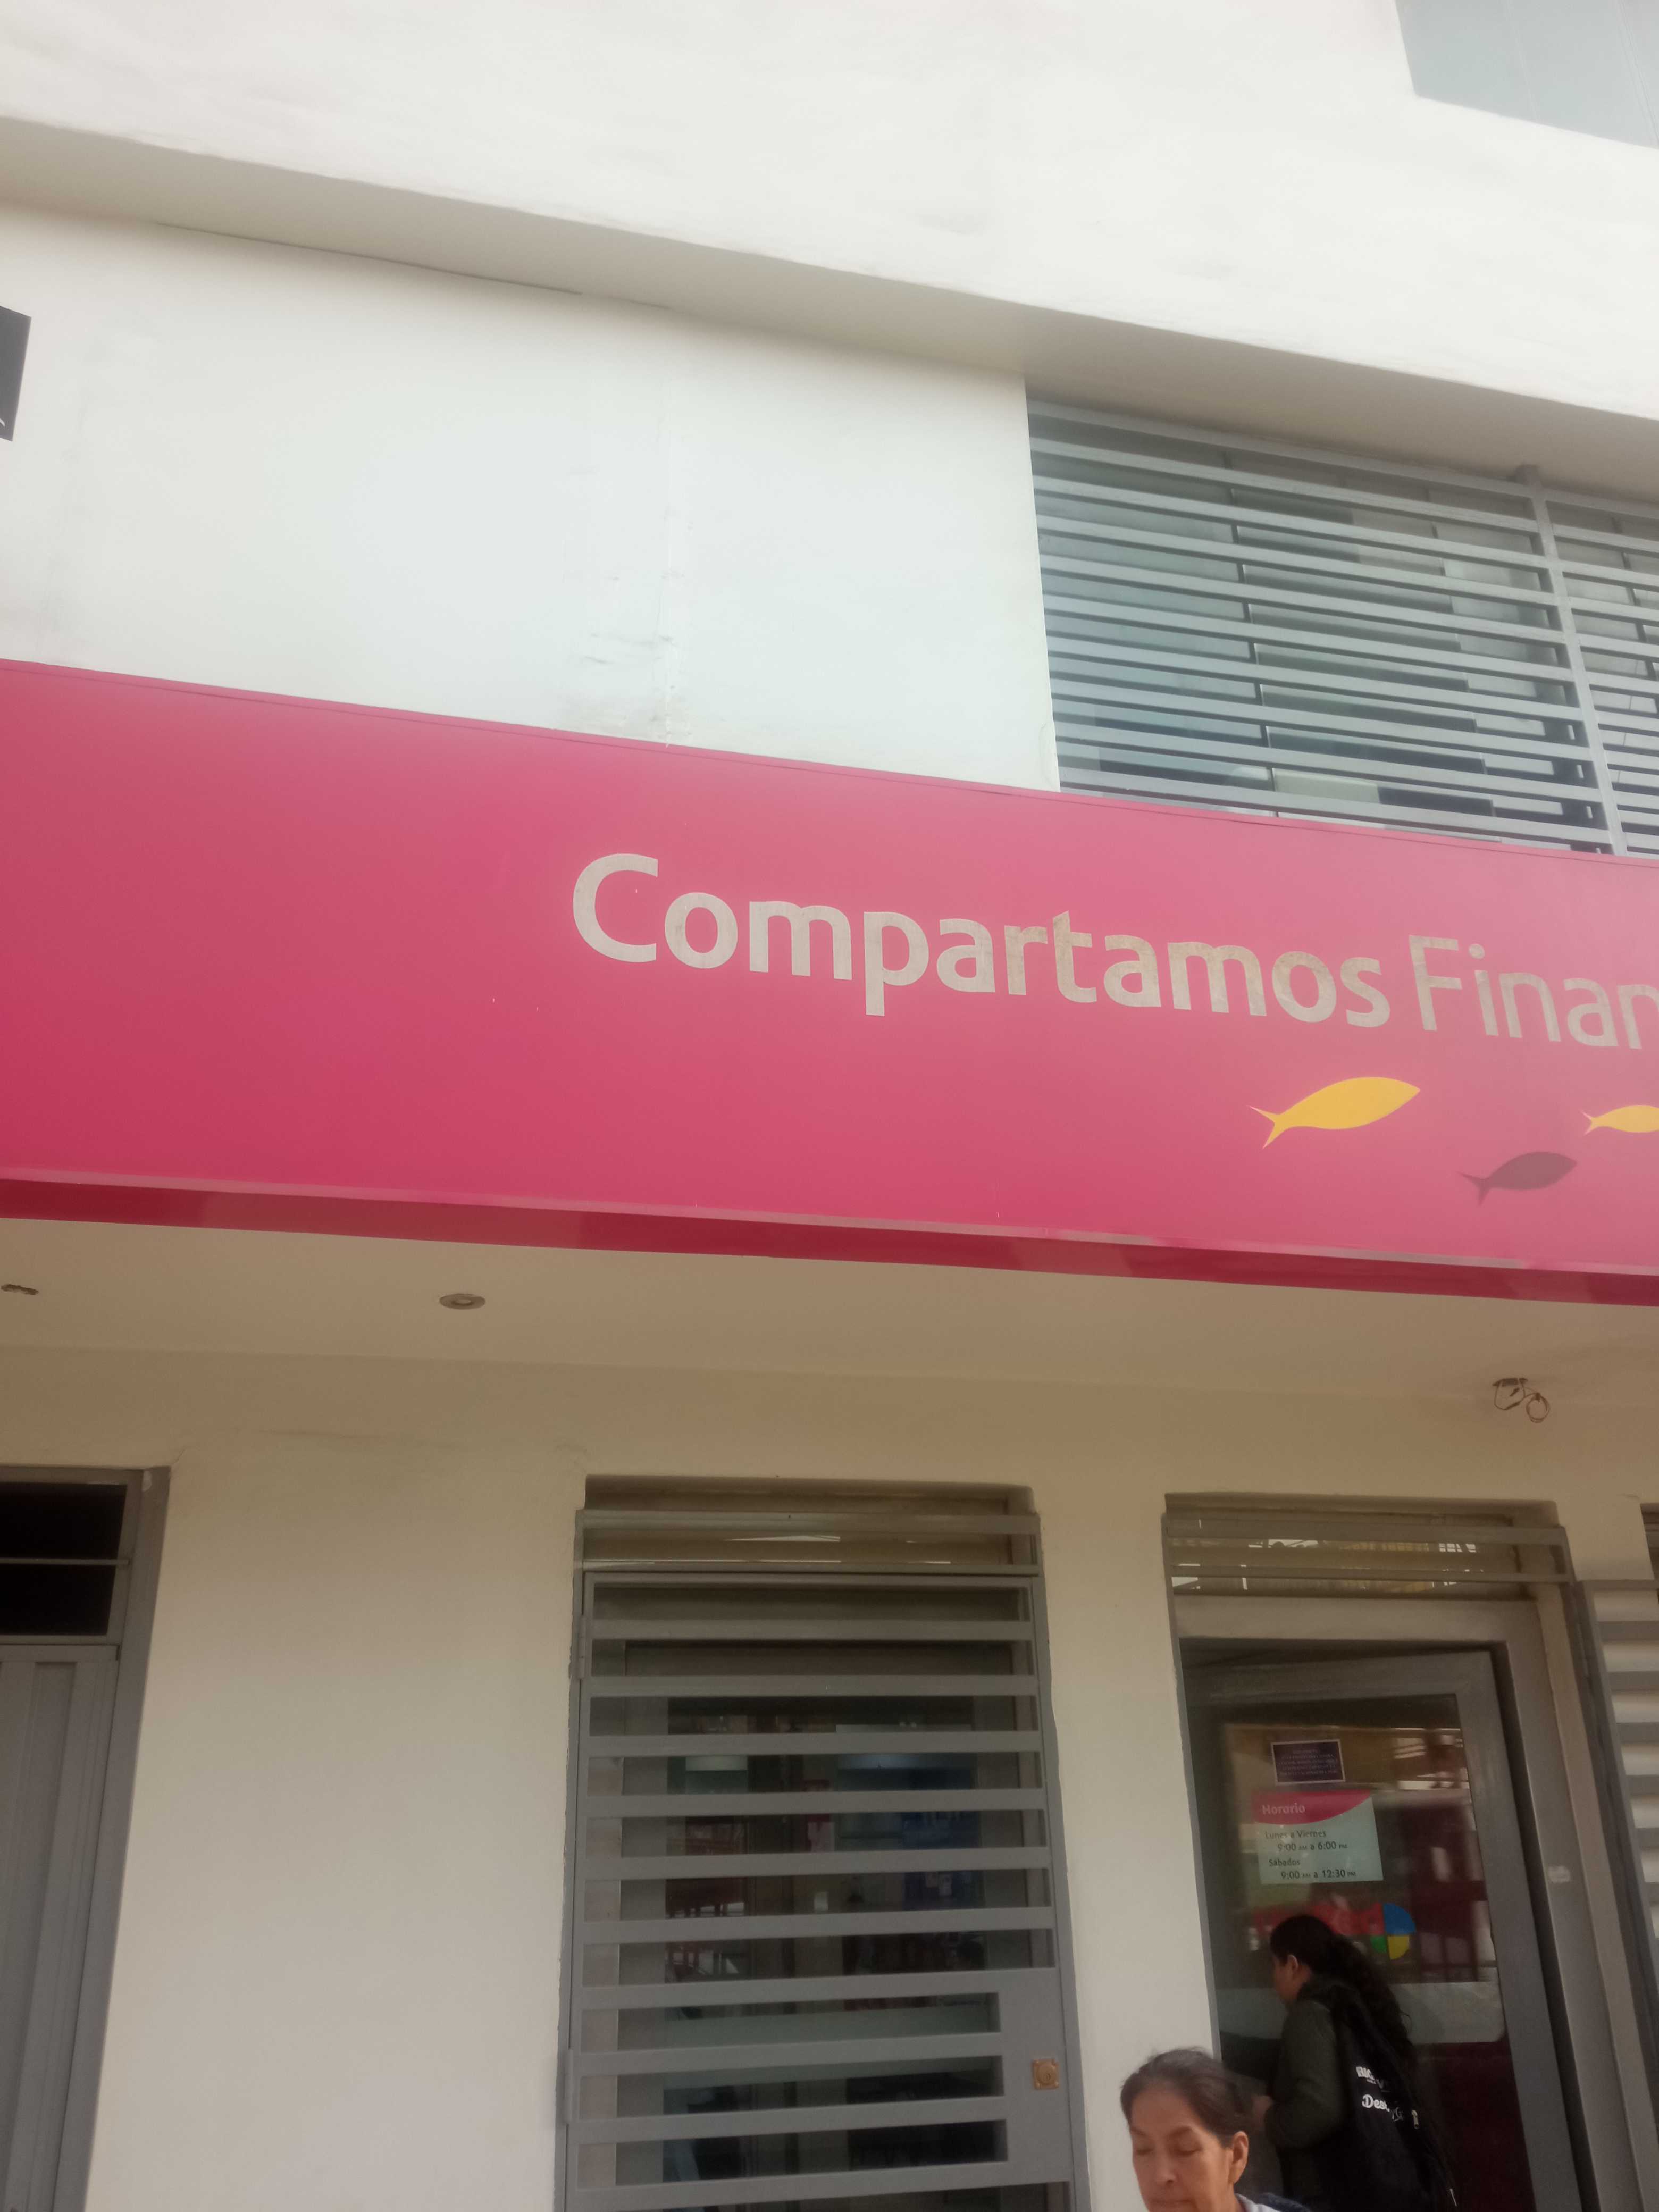 Compartamos Finan
Horario
Lunes a Viernes
9:00 am a 6:00 PM
Sábados
9:00 am a 12:30 PM